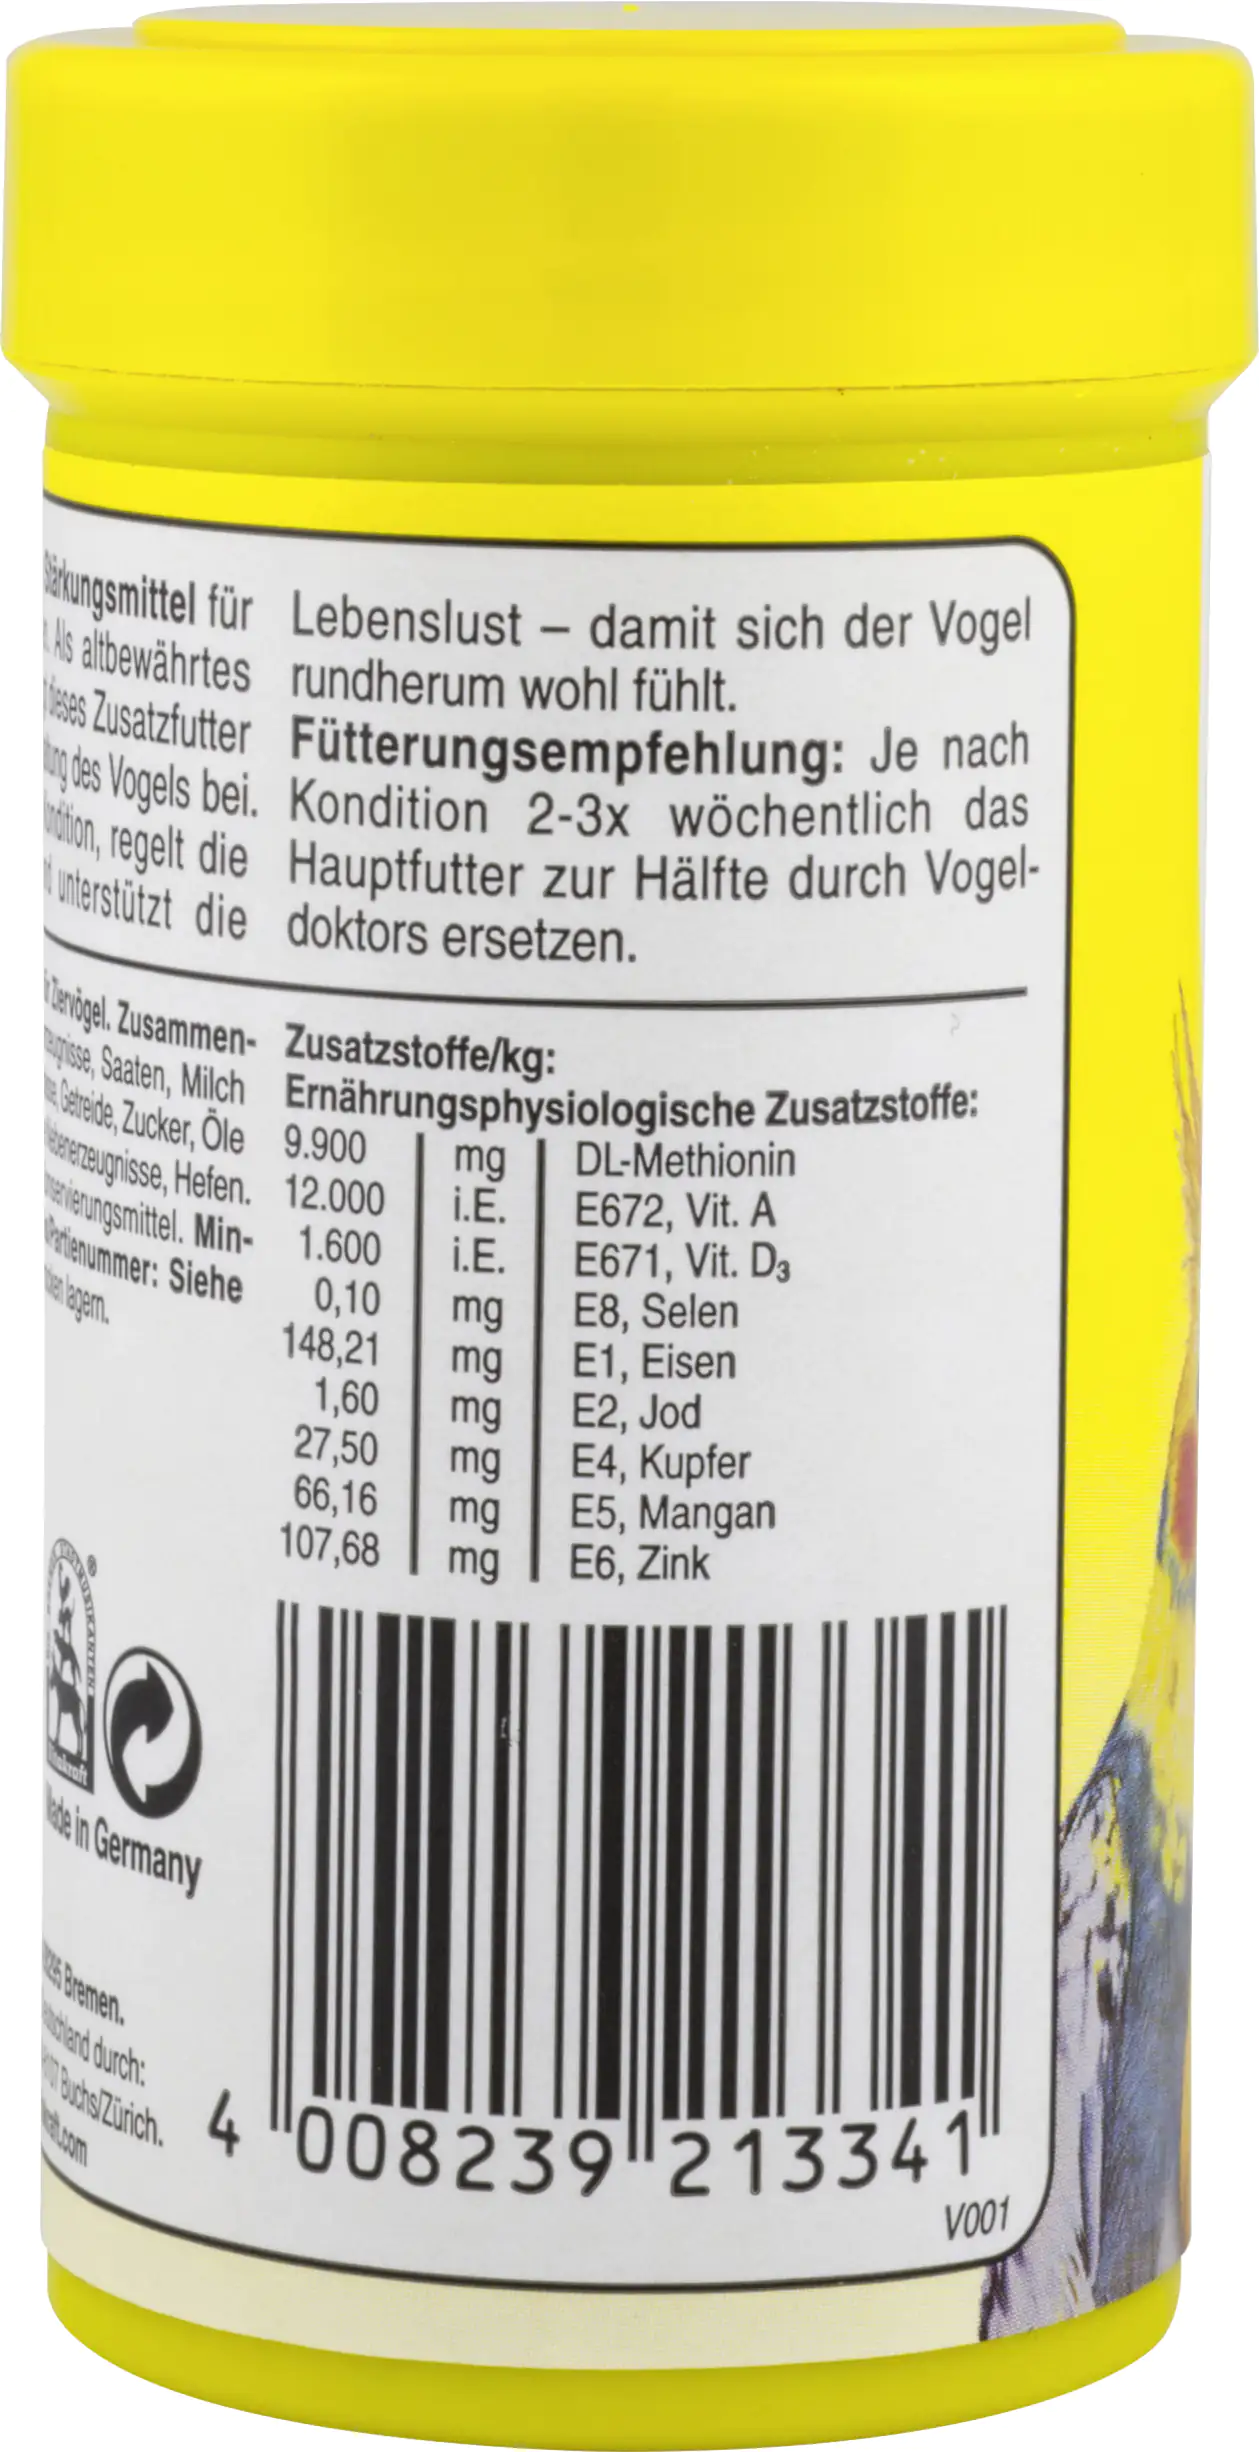 Stärkungsmittel für
Als altbewährtes
dieses Zusatzfutter
des Vogels bei.
regelt die
unterstützt die
Lebenslust – damit sich der Vogel
rundherum wohl fühlt.
Fütterungsempfehlung: Je nach
Kondition 2-3x wöchentlich das
Hauptfutter zur Hälfte durch Vogel-
doktors ersetzen.
Ziervögel. Zusammen-
Saaten, Milch
Getreide, Zucker, Öle
Hefen.
Min-
Partienummer: Siehe
lagern.
Zusatzstoffe/kg:
Ernährungsphysiologische Zusatzstoffe:
9.900 mg DL-Methionin
12.000 i.E. E672, Vit. A
1.600 i.E. E671, Vit. D₃
0,10 mg E8, Selen
148,21 mg E1, Eisen
1,60 mg E2, Jod
27,50 mg E4, Kupfer
66,16 mg E5, Mangan
107,68 mg E6, Zink
®
Made in Germany
Bremen.
durch:
Buchs/Zürich.
4 008239 213341
V001